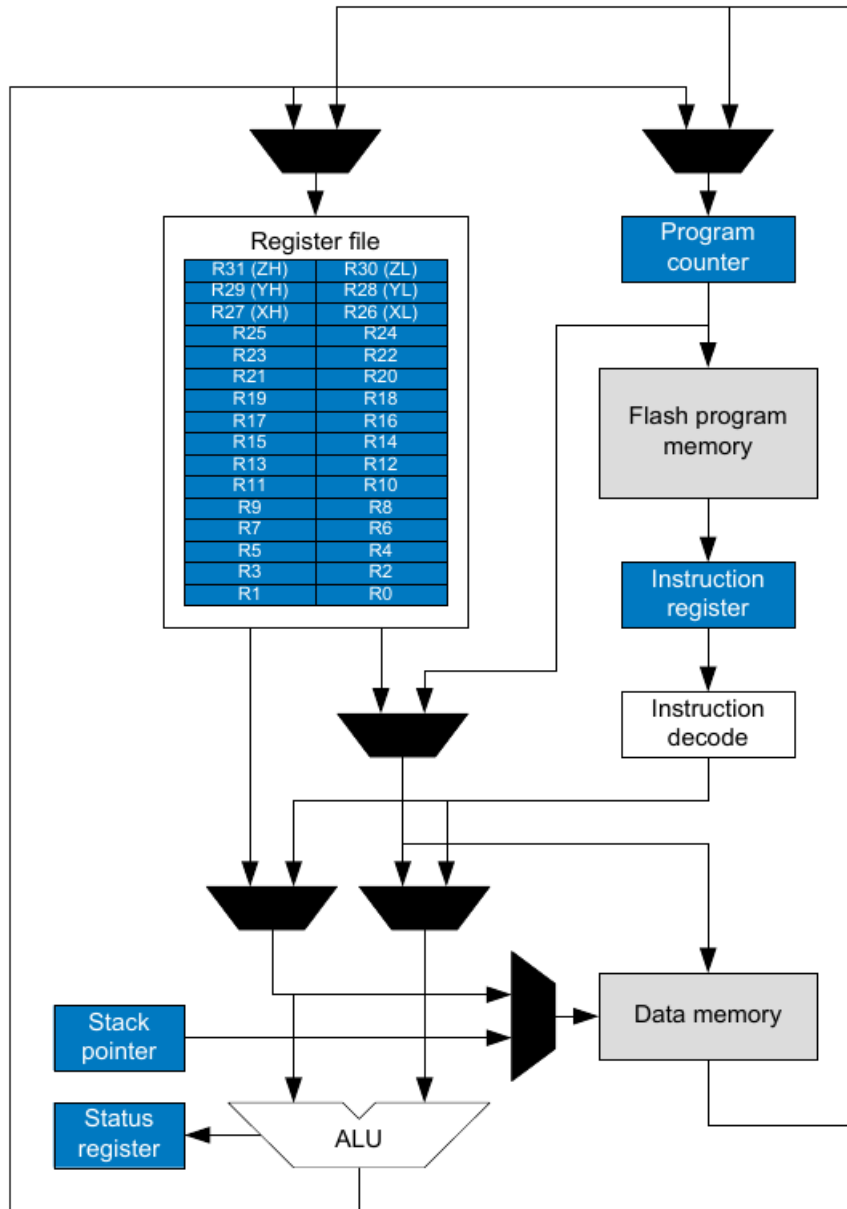 Register file
R31 (ZH) R30 (ZL)
R29 (YH) R28 (YL)
R27 (XH) R26 (XL)
R25 R24
R23 R22
R21 R20
R19 R18
R17 R16
R15 R14
R13 R12
R11 R10
R9 R8
R7 R6
R5 R4
R3 R2
R1 R0
Program
counter
Flash program
memory
Instruction
register
Instruction
decode
Stack
pointer
Data memory
Status
register
ALU